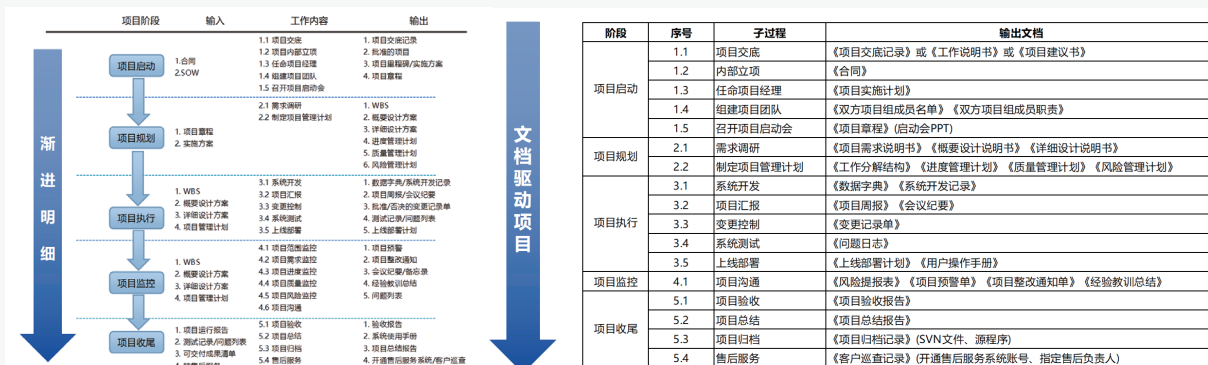 项目阶段 输入 工作内容 输出
渐进明细
项目启动
1.合同
2.SOW
1.1 项目交底
1.2 项目内部立项
1.3 任命项目经理
1.4 组建项目团队
1.5 召开项目启动会
1. 项目交底记录
2. 批准的项目
3. 项目里程碑/实施方案
4. 项目章程
项目规划
1. 项目章程
2. 实施方案
2.1 需求调研
2.2 制定项目管理计划
1. WBS
2. 概要设计方案
3. 详细设计方案
4. 进度管理计划
5. 质量管理计划
6. 风险管理计划
项目执行
1. WBS
2. 概要设计方案
3. 详细设计方案
4. 项目管理计划
3.1 系统开发
3.2 项目汇报
3.3 变更控制
3.4 系统测试
3.5 上线部署
1. 数据字典/系统开发记录
2. 项目周报/会议纪要
3. 批准/否决的变更记录单
4. 测试记录/问题列表
5. 上线部署计划
项目监控
1. WBS
2. 概要设计方案
3. 详细设计方案
4. 项目管理计划
4.1 项目范围监控
4.2 项目需求监控
4.3 项目进度监控
4.4 项目质量监控
4.5 项目风险监控
4.6 项目沟通
1. 项目预警
2. 项目整改通知
3. 会议纪要/备忘录
4. 经验教训总结
5. 问题列表
项目收尾
1. 项目运行报告
2. 测试记录/问题列表
3. 可交付成果清单
5.1 项目验收
5.2 项目总结
5.3 项目归档
5.4 售后服务
1. 验收报告
2. 系统使用手册
3. 项目总结报告
4. 开通售后服务系统/客户巡查
文档驱动项目
阶段 序号 子过程 输出文档
项目启动
1.1 项目交底 《项目交底记录》或《工作说明书》或《项目建议书》
1.2 内部立项 《合同》
1.3 任命项目经理 《项目实施计划》
1.4 组建项目团队 《双方项目组成员名单》《双方项目组成员职责》
1.5 召开项目启动会 《项目章程》(启动会PPT)
项目规划
2.1 需求调研 《项目需求说明书》《概要设计说明书》《详细设计说明书》
2.2 制定项目管理计划 《工作分解结构》《进度管理计划》《质量管理计划》《风险管理计划》
项目执行
3.1 系统开发 《数据字典》《系统开发记录》
3.2 项目汇报 《项目周报》《会议纪要》
3.3 变更控制 《变更记录单》
3.4 系统测试 《问题日志》
3.5 上线部署 《上线部署计划》《用户操作手册》
项目监控 4.1 项目沟通 《风险提报表》《项目预警单》《项目整改通知单》《经验教训总结》
项目收尾
5.1 项目验收 《项目验收报告》
5.2 项目总结 《项目总结报告》
5.3 项目归档 《项目归档记录》(SVN文件、源程序)
5.4 售后服务 《客户巡查记录》(开通售后服务系统账号、指定售后负责人)